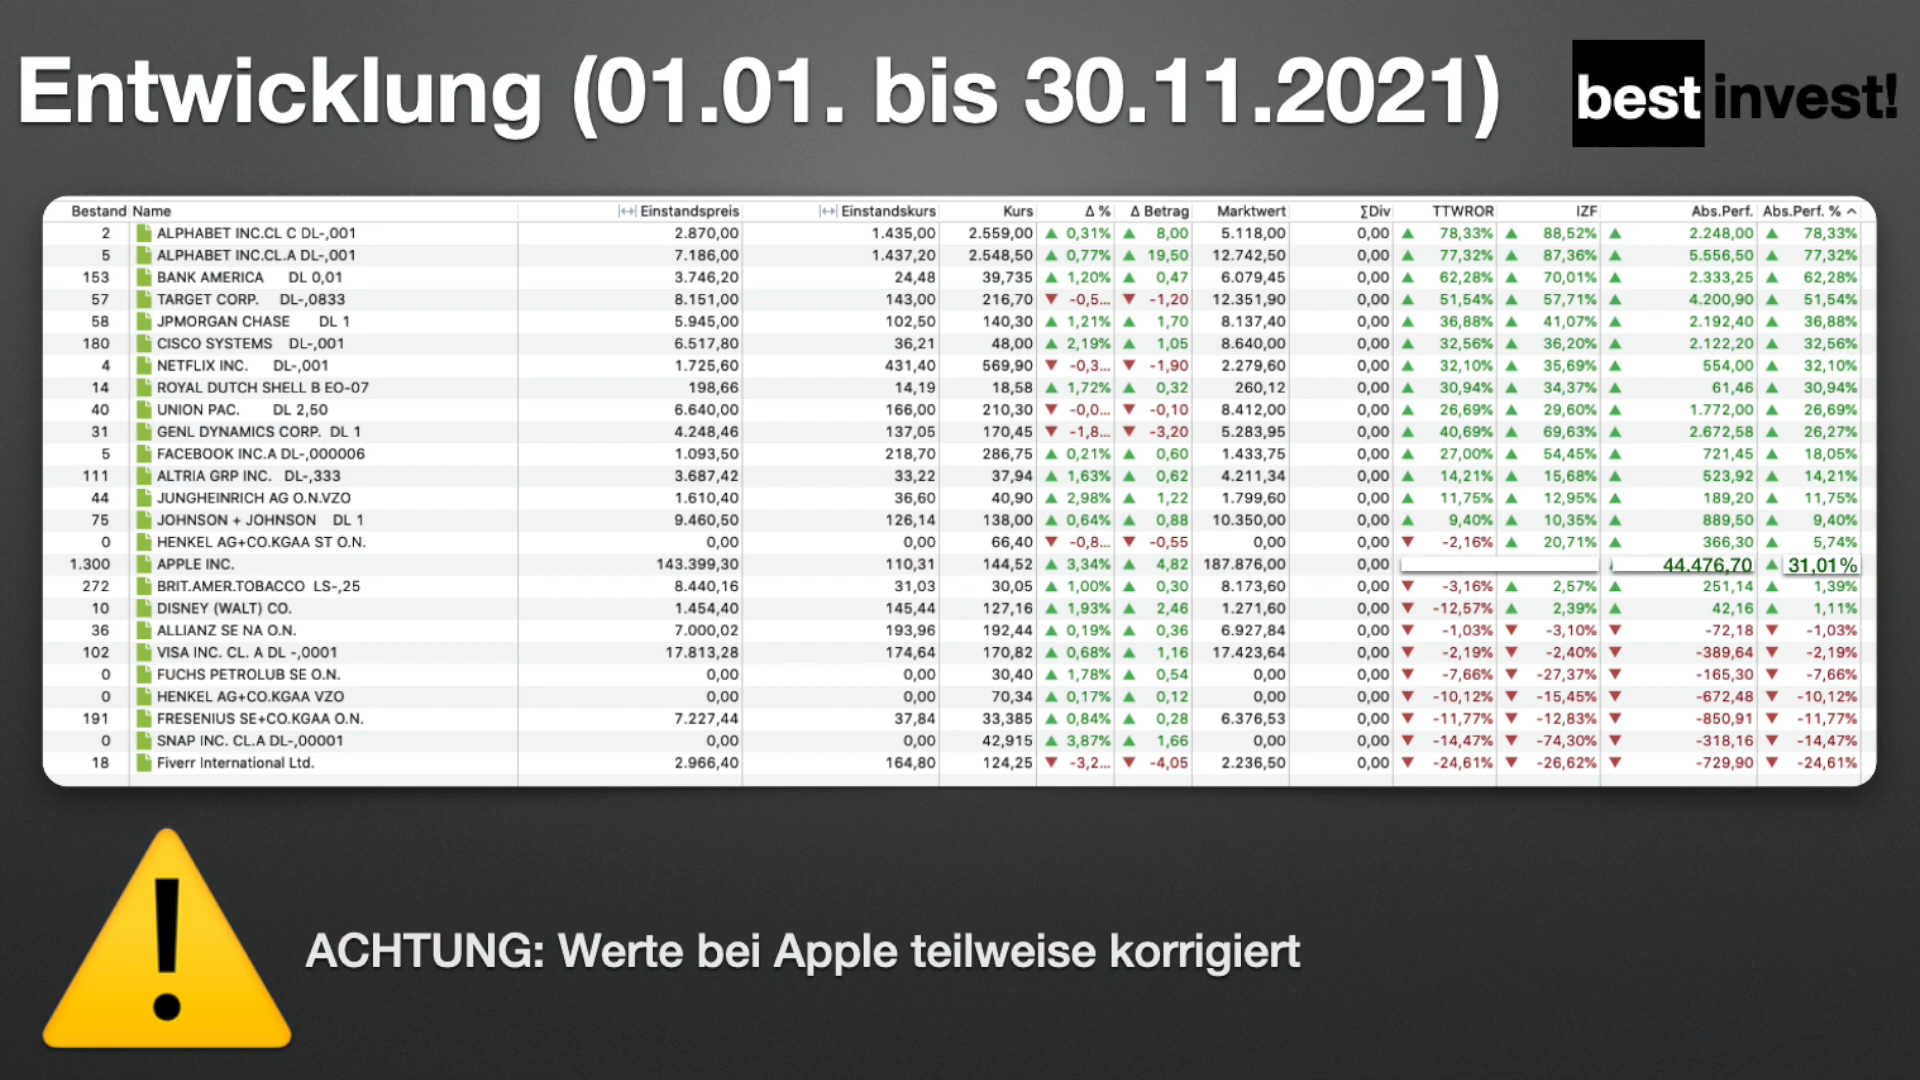 Entwicklung (01.01. bis 30.11.2021)
best invest!
Bestand Name Einstandspreis Einstandskurs Kurs Δ % Δ Betrag Marktwert ∑Div TTWROR IZF Abs.Perf. Abs.Perf. %
2 ALPHABET INC.CL C DL-,001 2.870,00 1.435,00 2.559,00 0,31% 8,00 5.118,00 0,00 78,33% 88,52% 2.248,00 78,33%
5 ALPHABET INC.CL.A DL-,001 7.186,00 1.437,20 2.548,50 0,77% 19,50 12.742,50 0,00 77,32% 87,36% 5.556,50 77,32%
153 BANK AMERICA DL 0,01 3.746,20 24,48 39,735 1,20% 0,47 6.079,45 0,00 62,28% 70,01% 2.333,25 62,28%
57 TARGET CORP. DL-,0833 8.151,00 143,00 216,70 -0,5... -1,20 12.351,90 0,00 51,54% 57,71% 4.200,90 51,54%
58 JPMORGAN CHASE DL 1 5.945,00 102,50 140,30 1,21% 1,70 8.137,40 0,00 36,88% 41,07% 2.192,40 36,88%
180 CISCO SYSTEMS DL-,001 6.517,80 36,21 48,00 2,19% 1,05 8.640,00 0,00 32,56% 36,20% 2.122,20 32,56%
4 NETFLIX INC. DL-,001 1.725,60 431,40 569,90 -0,3... -1,90 2.279,60 0,00 32,10% 35,69% 554,00 32,10%
14 ROYAL DUTCH SHELL B EO-07 198,66 14,19 18,58 1,72% 0,32 260,12 0,00 30,94% 34,37% 61,46 30,94%
40 UNION PAC. DL 2,50 6.640,00 166,00 210,30 -0,0... -0,10 8.412,00 0,00 26,69% 29,60% 1.772,00 26,69%
31 GENL DYNAMICS CORP. DL 1 4.248,46 137,05 170,45 -1,8... -3,20 5.283,95 0,00 40,69% 69,63% 2.672,58 26,27%
5 FACEBOOK INC.A DL-,000006 1.093,50 218,70 286,75 0,21% 0,60 1.433,75 0,00 27,00% 54,45% 721,45 18,05%
111 ALTRIA GRP INC. DL-,333 3.687,42 33,22 37,94 1,63% 0,62 4.211,34 0,00 14,21% 15,68% 523,92 14,21%
44 JUNGHEINRICH AG O.N.VZO 1.610,40 36,60 40,90 2,98% 1,22 1.799,60 0,00 11,75% 12,95% 189,20 11,75%
75 JOHNSON + JOHNSON DL 1 9.460,50 126,14 138,00 0,64% 0,88 10.350,00 0,00 9,40% 10,35% 889,50 9,40%
0 HENKEL AG+CO.KGAA ST O.N. 0,00 0,00 66,40 -0,8... -0,55 0,00 0,00 -2,16% 20,71% 366,30 5,74%
1.300 APPLE INC. 143.399,30 110,31 144,52 3,34% 4,82 187.876,00 0,00 44.476,70 31,01%
272 BRIT.AMER.TOBACCO LS-,25 8.440,16 31,03 30,05 1,00% 0,30 8.173,60 0,00 -3,16% 2,57% 251,14 1,39%
10 DISNEY (WALT) CO. 1.454,40 145,44 127,16 1,93% 2,46 1.271,60 0,00 -12,57% 2,39% 42,16 1,11%
36 ALLIANZ SE NA O.N. 7.000,02 193,96 192,44 0,19% 0,36 6.927,84 0,00 -1,03% -3,10% -72,18 -1,03%
102 VISA INC. CL. A DL -,0001 17.813,28 174,64 170,82 0,68% 1,16 17.423,64 0,00 -2,19% -2,40% -389,64 -2,19%
0 FUCHS PETROLUB SE O.N. 0,00 0,00 30,40 1,78% 0,54 0,00 0,00 -7,66% -27,37% -165,30 -7,66%
0 HENKEL AG+CO.KGAA VZO 0,00 0,00 70,34 0,17% 0,12 0,00 0,00 -10,12% -15,45% -672,48 -10,12%
191 FRESENIUS SE+CO.KGAA O.N. 7.227,44 37,84 33,385 0,84% 0,28 6.376,53 0,00 -11,77% -12,83% -850,91 -11,77%
0 SNAP INC. CL.A DL-,00001 0,00 0,00 42,915 3,87% 1,66 0,00 0,00 -14,47% -74,30% -318,16 -14,47%
18 Fiverr International Ltd. 2.966,40 164,80 124,25 -3,2... -4,05 2.236,50 0,00 -24,61% -26,62% -729,90 -24,61%
ACHTUNG: Werte bei Apple teilweise korrigiert